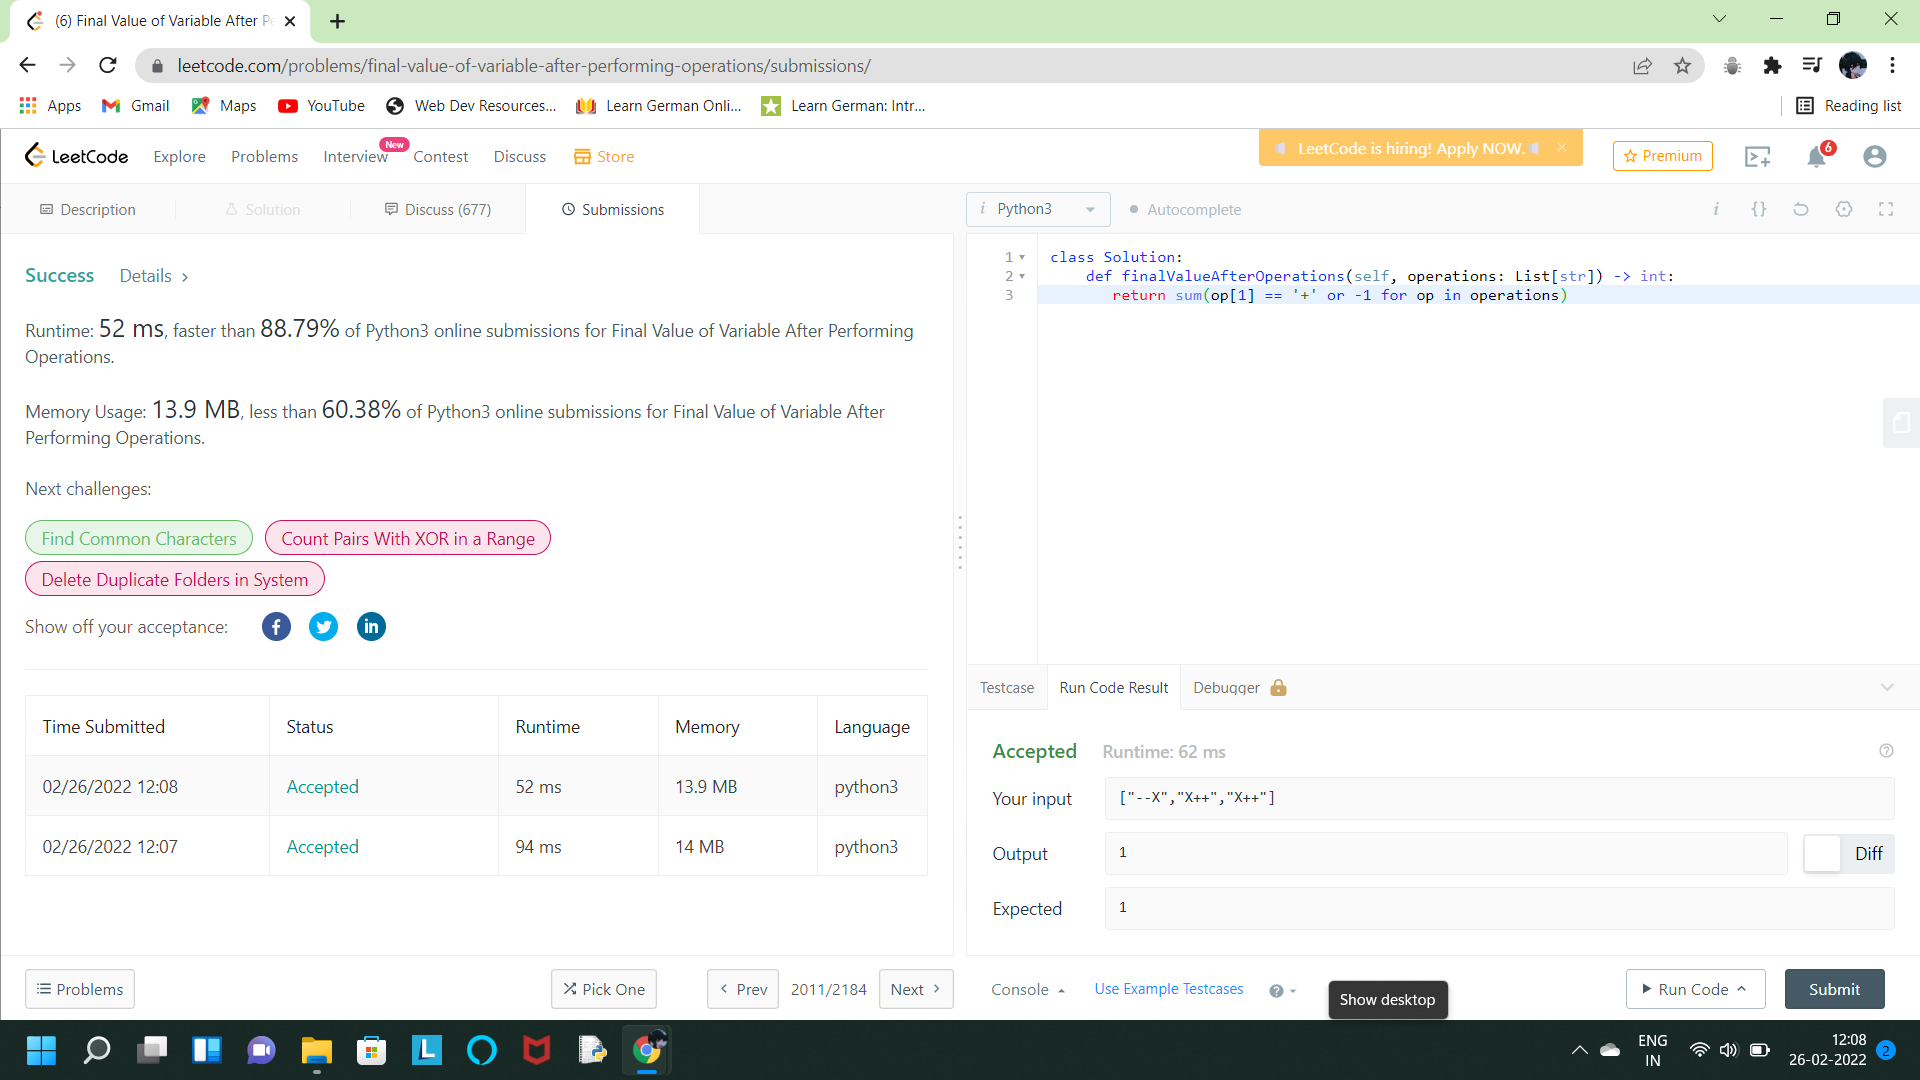 (6) Final Value of Variable After P
leetcode.com/problems/final-value-of-variable-after-performing-operations/submissions/
Apps Gmail Maps YouTube Web Dev Resources... Learn German Onli... Learn German: Intr... Reading list
LeetCode Explore Problems Interview New Contest Discuss Store LeetCode is hiring! Apply NOW. Premium 6
Description Solution Discuss (677) Submissions
i Python3 Autocomplete i {}
Success Details >
Runtime: 52 ms, faster than 88.79% of Python3 online submissions for Final Value of Variable After Performing
Operations.
Memory Usage: 13.9 MB, less than 60.38% of Python3 online submissions for Final Value of Variable After
Performing Operations.
Next challenges:
Find Common Characters Count Pairs With XOR in a Range
Delete Duplicate Folders in System
Show off your acceptance:
Time Submitted Status Runtime Memory Language
02/26/2022 12:08 Accepted 52 ms 13.9 MB python3
02/26/2022 12:07 Accepted 94 ms 14 MB python3
1 class Solution:
2 def finalValueAfterOperations(self, operations: List[str]) -> int:
3 return sum(op[1] == '+' or -1 for op in operations)
Testcase Run Code Result Debugger
Accepted Runtime: 62 ms
Your input ["--X","X++","X++"]
Output 1 Diff
Expected 1
Problems Pick One < Prev 2011/2184 Next > Console Use Example Testcases Run Code Submit
Show desktop
ENG
IN
12:08
26-02-2022
2